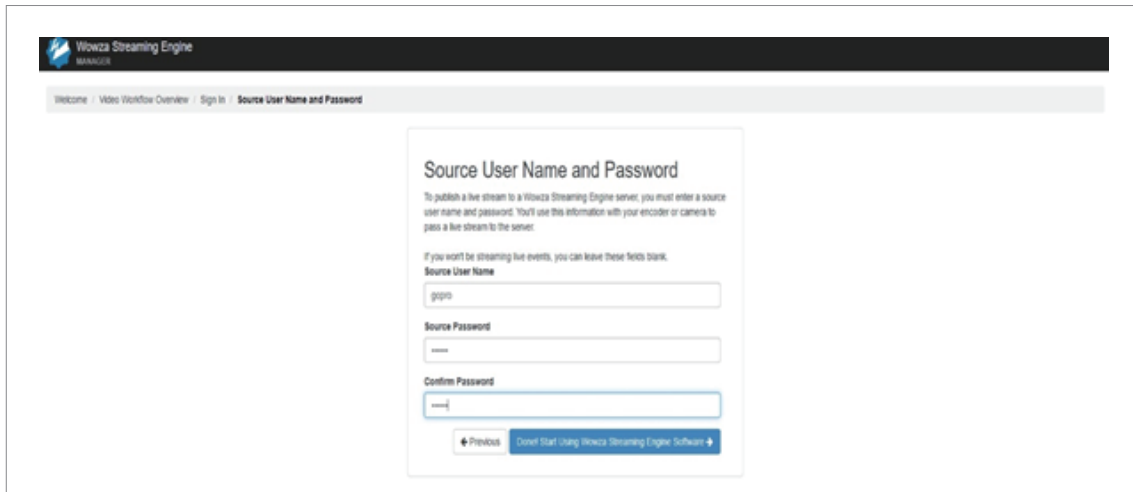 Wowza Streaming Engine
MANAGER
Welcome / Video Workflow Overview / Sign In / Source User Name and Password
Source User Name and Password
To publish a live stream to a Wowza Streaming Engine server, you must enter a source
user name and password. You'll use this information with your encoder or camera to
pass a live stream to the server.
If you won't be streaming live events, you can leave these fields blank.
Source User Name
gopro
Source Password
•••••
Confirm Password
•••••
← Previous Done! Start Using Wowza Streaming Engine Software →